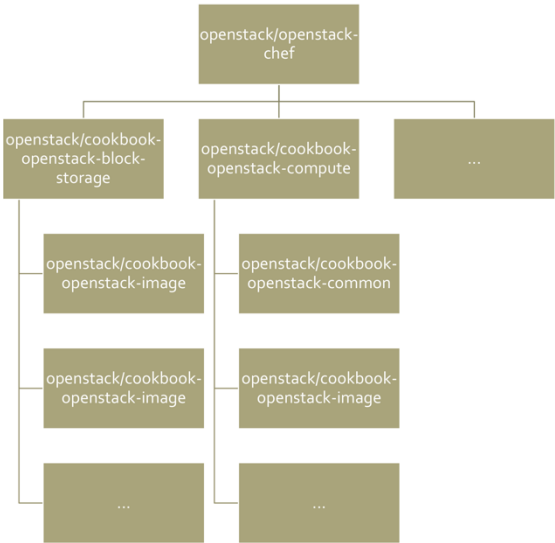 openstack/openstack-
chef
openstack/cookbook-
openstack-block-
storage
openstack/cookbook-
openstack-compute
...
openstack/cookbook-
openstack-image
openstack/cookbook-
openstack-common
openstack/cookbook-
openstack-image
openstack/cookbook-
openstack-image
...
...